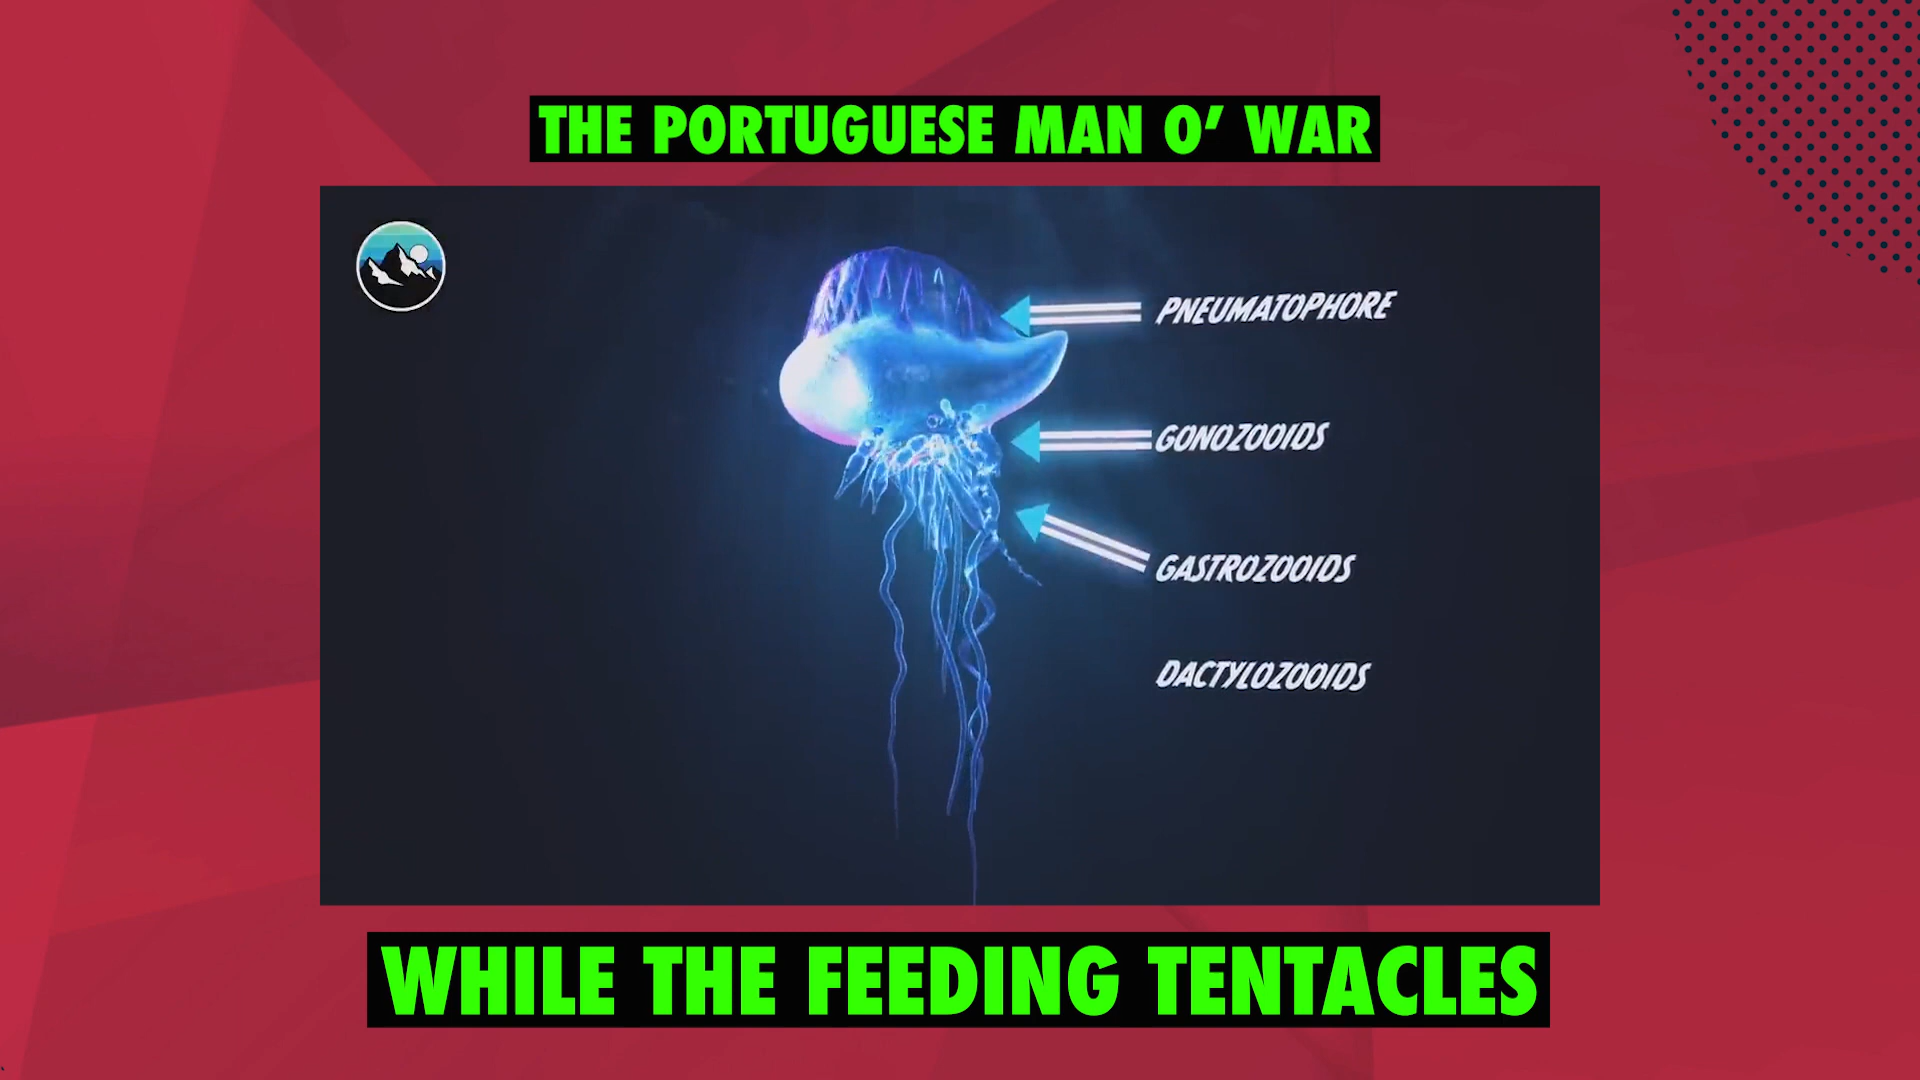 THE PORTUGUESE MAN O' WAR
PNEUMATOPHORE
GONOZOOIDS
GASTROZOOIDS
DACTYLOZOOIDS
WHILE THE FEEDING TENTACLES